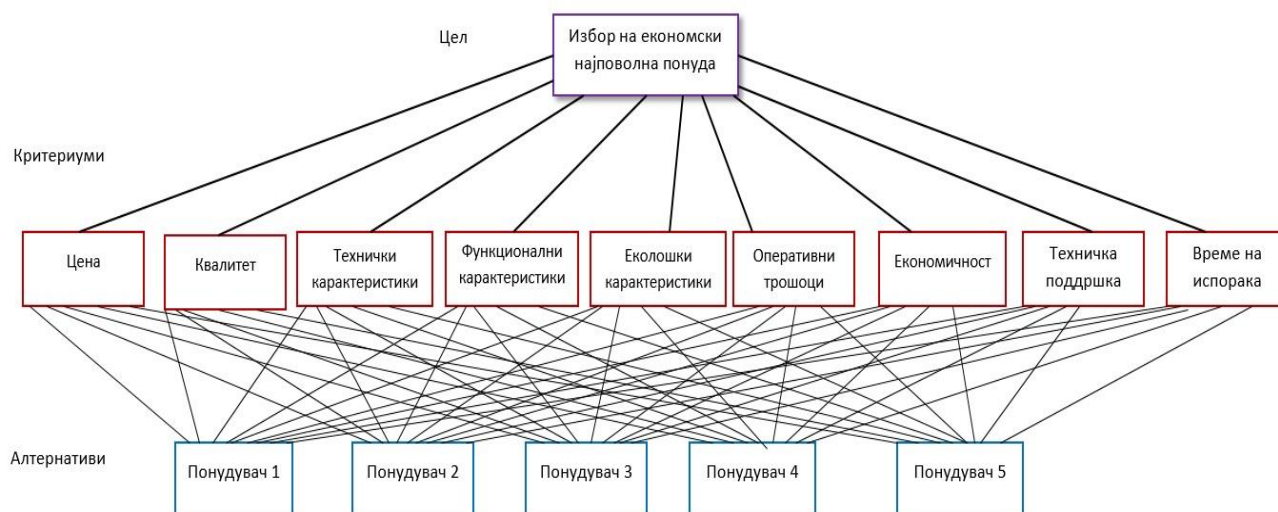 Цел
Избор на економски
најповолна понуда
Критериуми
Цена
Квалитет
Технички
карактеристики
Функционални
карактеристики
Еколошки
карактеристики
Оперативни
трошоци
Економичност
Техничка
поддршка
Време на
испорака
Алтернативи
Понудувач 1
Понудувач 2
Понудувач 3
Понудувач 4
Понудувач 5